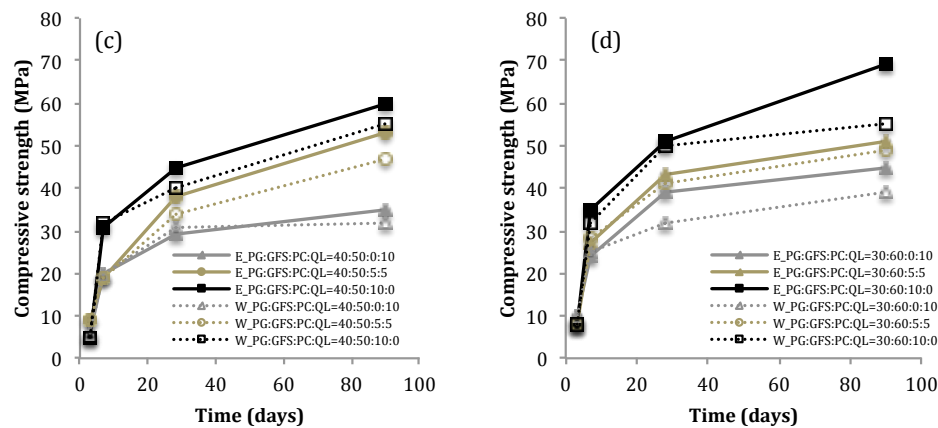 (c)
Compressive strength (MPa)
80
70
60
50
40
30
20
10
0
E_PG:GFS:PC:QL=40:50:0:10
E_PG:GFS:PC:QL=40:50:5:5
E_PG:GFS:PC:QL=40:50:10:0
W_PG:GFS:PC:QL=40:50:0:10
W_PG:GFS:PC:QL=40:50:5:5
W_PG:GFS:PC:QL=40:50:10:0
0 20 40 60 80 100
Time (days)
(d)
Compressive strength (MPa)
80
70
60
50
40
30
20
10
0
E_PG:GFS:PC:QL=30:60:0:10
E_PG:GFS:PC:QL=30:60:5:5
E_PG:GFS:PC:QL=30:60:10:0
W_PG:GFS:PC:QL=30:60:0:10
W_PG:GFS:PC:QL=30:60:5:5
W_PG:GFS:PC:QL=30:60:10:0
0 20 40 60 80 100
Time (days)